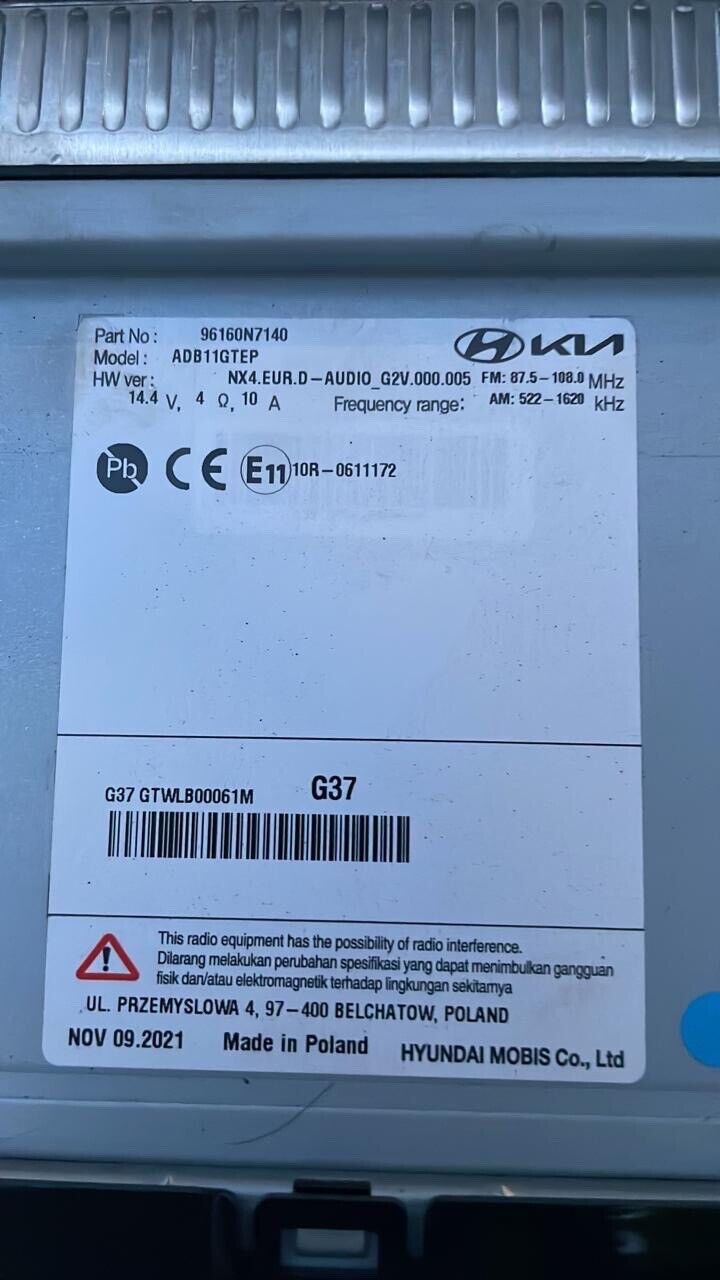 Part No : 96160N7140
Model : ADB11GTEP
HYUNDAI KIA
HW ver : NX4.EUR.D-AUDIO_G2V.000.005 FM: 87.5-108.0 MHz
14.4 V, 4 Ω, 10 A Frequency range: AM: 522-1620 kHz
Pb CE E11 10R-0611172
G37 GTWLB00061M G37
This radio equipment has the possibility of radio interference.
Dilarang melakukan perubahan spesifikasi yang dapat menimbulkan gangguan
fisik dan/atau elektromagnetik terhadap lingkungan sekitarnya
UL. PRZEMYSLOWA 4, 97-400 BELCHATOW, POLAND
NOV 09.2021 Made in Poland HYUNDAI MOBIS Co., Ltd